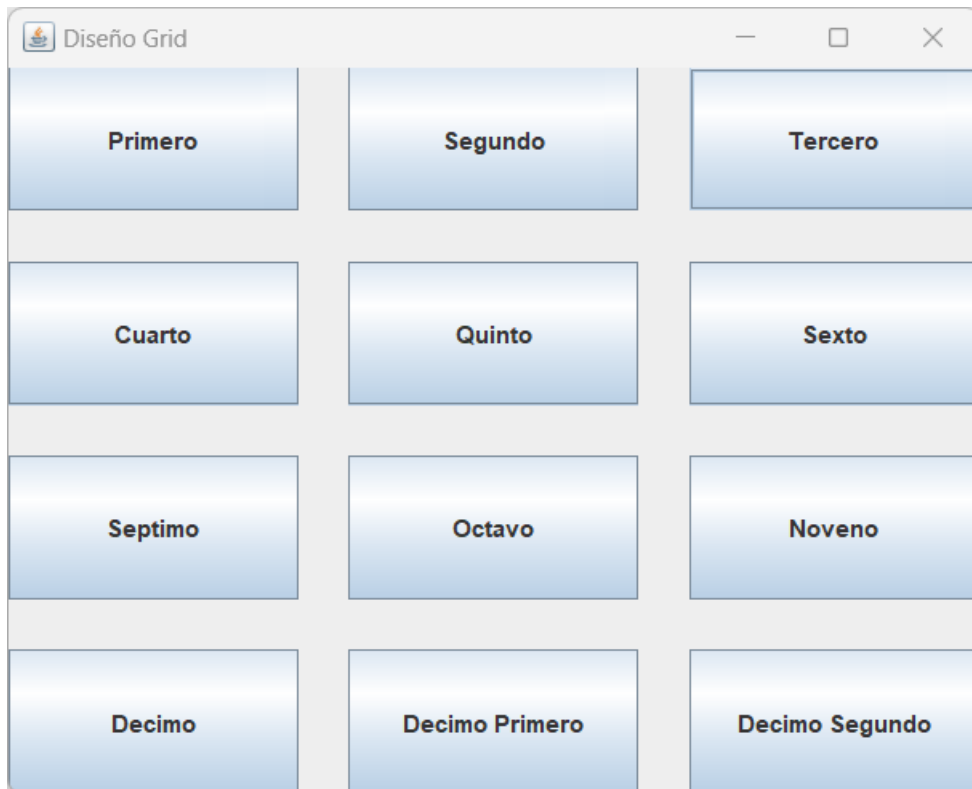 Diseño Grid
Primero Segundo Tercero
Cuarto Quinto Sexto
Septimo Octavo Noveno
Decimo Decimo Primero Decimo Segundo